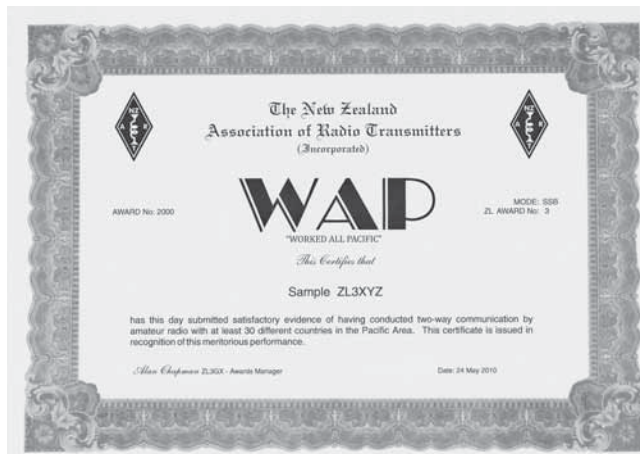 The New Zealand
Association of Radio Transmitters
(Incorporated)
AWARD No: 2000
WAP
MODE: SSB
ZL AWARD No: 3
"WORKED ALL PACIFIC"
This Certifies that
Sample ZL3XYZ
has this day submitted satisfactory evidence of having conducted two-way communication by
amateur radio with at least 30 different countries in the Pacific Area. This certificate is issued in
recognition of this meritorious performance.
Alan Chapman ZL3GX - Awards Manager
Date: 24 May 2010